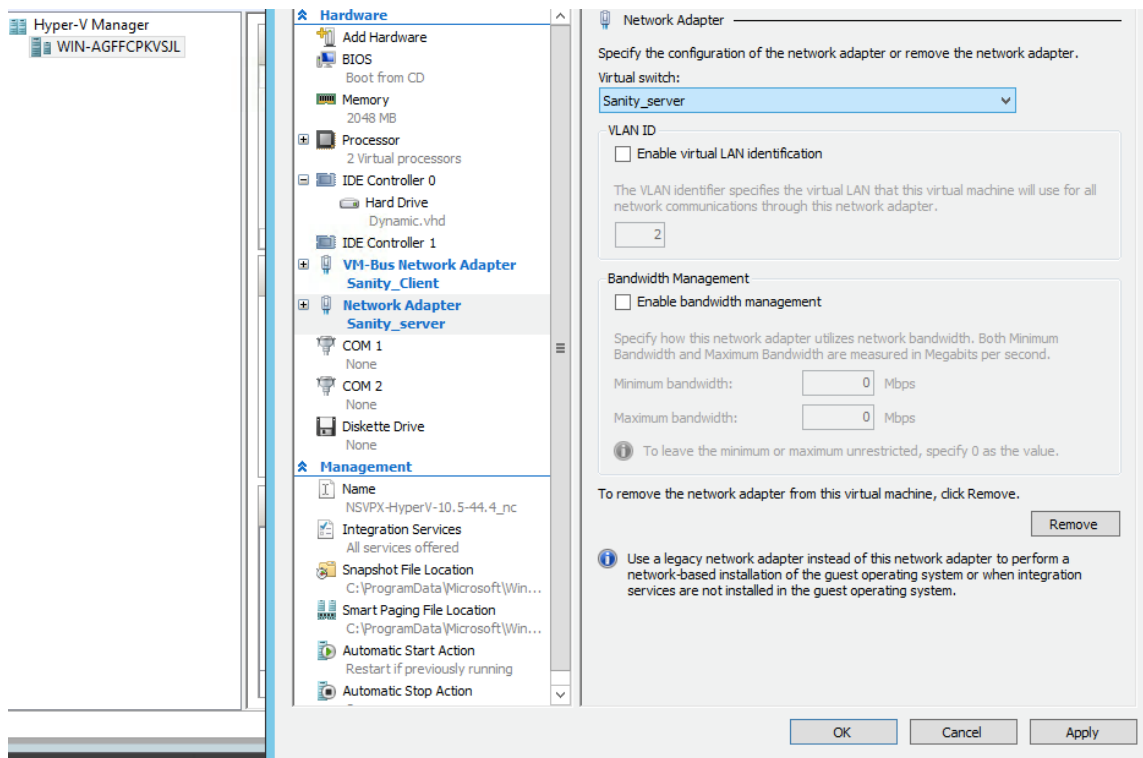 Hyper-V Manager
WIN-AGFFCPKVSJL
Hardware
Add Hardware
BIOS
Boot from CD
Memory
2048 MB
Processor
2 Virtual processors
IDE Controller 0
Hard Drive
Dynamic.vhd
IDE Controller 1
VM-Bus Network Adapter
Sanity_Client
Network Adapter
Sanity_server
COM 1
None
COM 2
None
Diskette Drive
None
Management
Name
NSVPX-HyperV-10.5-44.4_nc
Integration Services
All services offered
Snapshot File Location
C:\ProgramData\Microsoft\Win...
Smart Paging File Location
C:\ProgramData\Microsoft\Win...
Automatic Start Action
Restart if previously running
Automatic Stop Action
Network Adapter
Specify the configuration of the network adapter or remove the network adapter.
Virtual switch:
Sanity_server
VLAN ID
Enable virtual LAN identification
The VLAN identifier specifies the virtual LAN that this virtual machine will use for all
network communications through this network adapter.
2
Bandwidth Management
Enable bandwidth management
Specify how this network adapter utilizes network bandwidth. Both Minimum
Bandwidth and Maximum Bandwidth are measured in Megabits per second.
Minimum bandwidth: 0 Mbps
Maximum bandwidth: 0 Mbps
To leave the minimum or maximum unrestricted, specify 0 as the value.
To remove the network adapter from this virtual machine, click Remove.
Remove
Use a legacy network adapter instead of this network adapter to perform a
network-based installation of the guest operating system or when integration
services are not installed in the guest operating system.
OK Cancel Apply